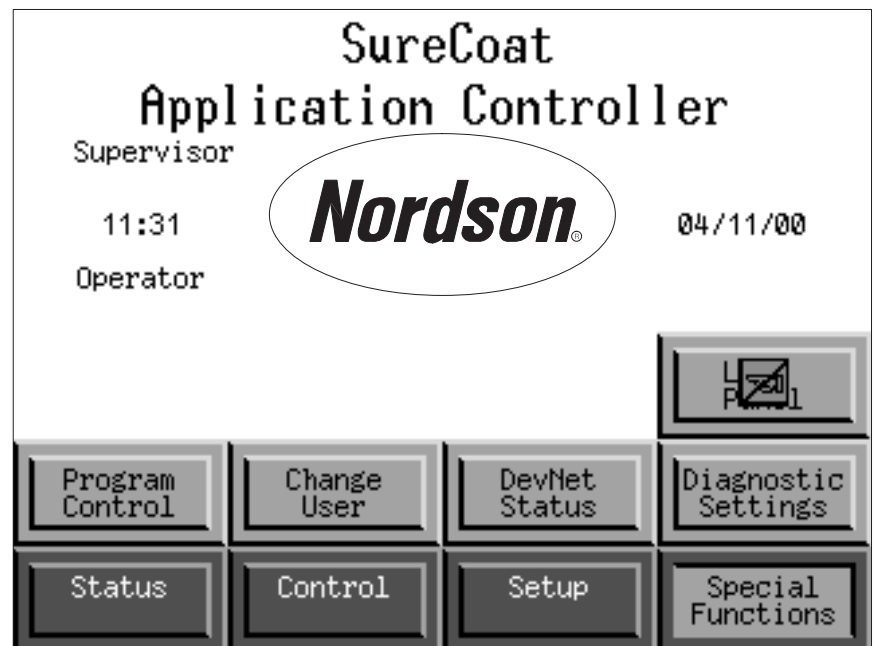 SureCoat
Application Controller
Supervisor
Nordson®
11:31
04/11/00
Operator
Program
Control
Change
User
DevNet
Status
Diagnostic
Settings
Status
Control
Setup
Special
Functions